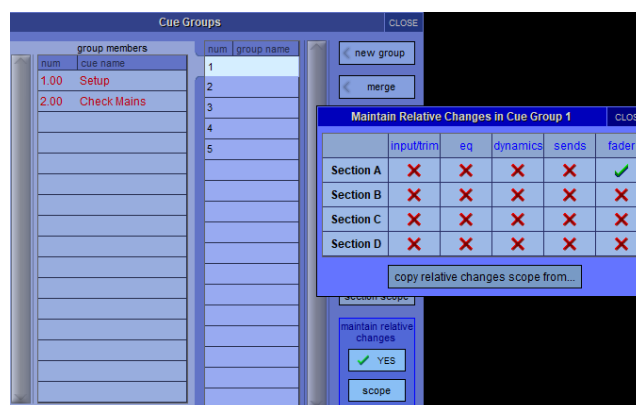 Cue Groups
CLOSE
group members
num cue name
1.00 Setup
2.00 Check Mains
num group name
1
2
3
4
5
new group
merge
Maintain Relative Changes in Cue Group 1
input/trim eq dynamics sends fader
Section A
Section B
Section C
Section D
copy relative changes scope from...
section scope
maintain relative
changes
YES
scope